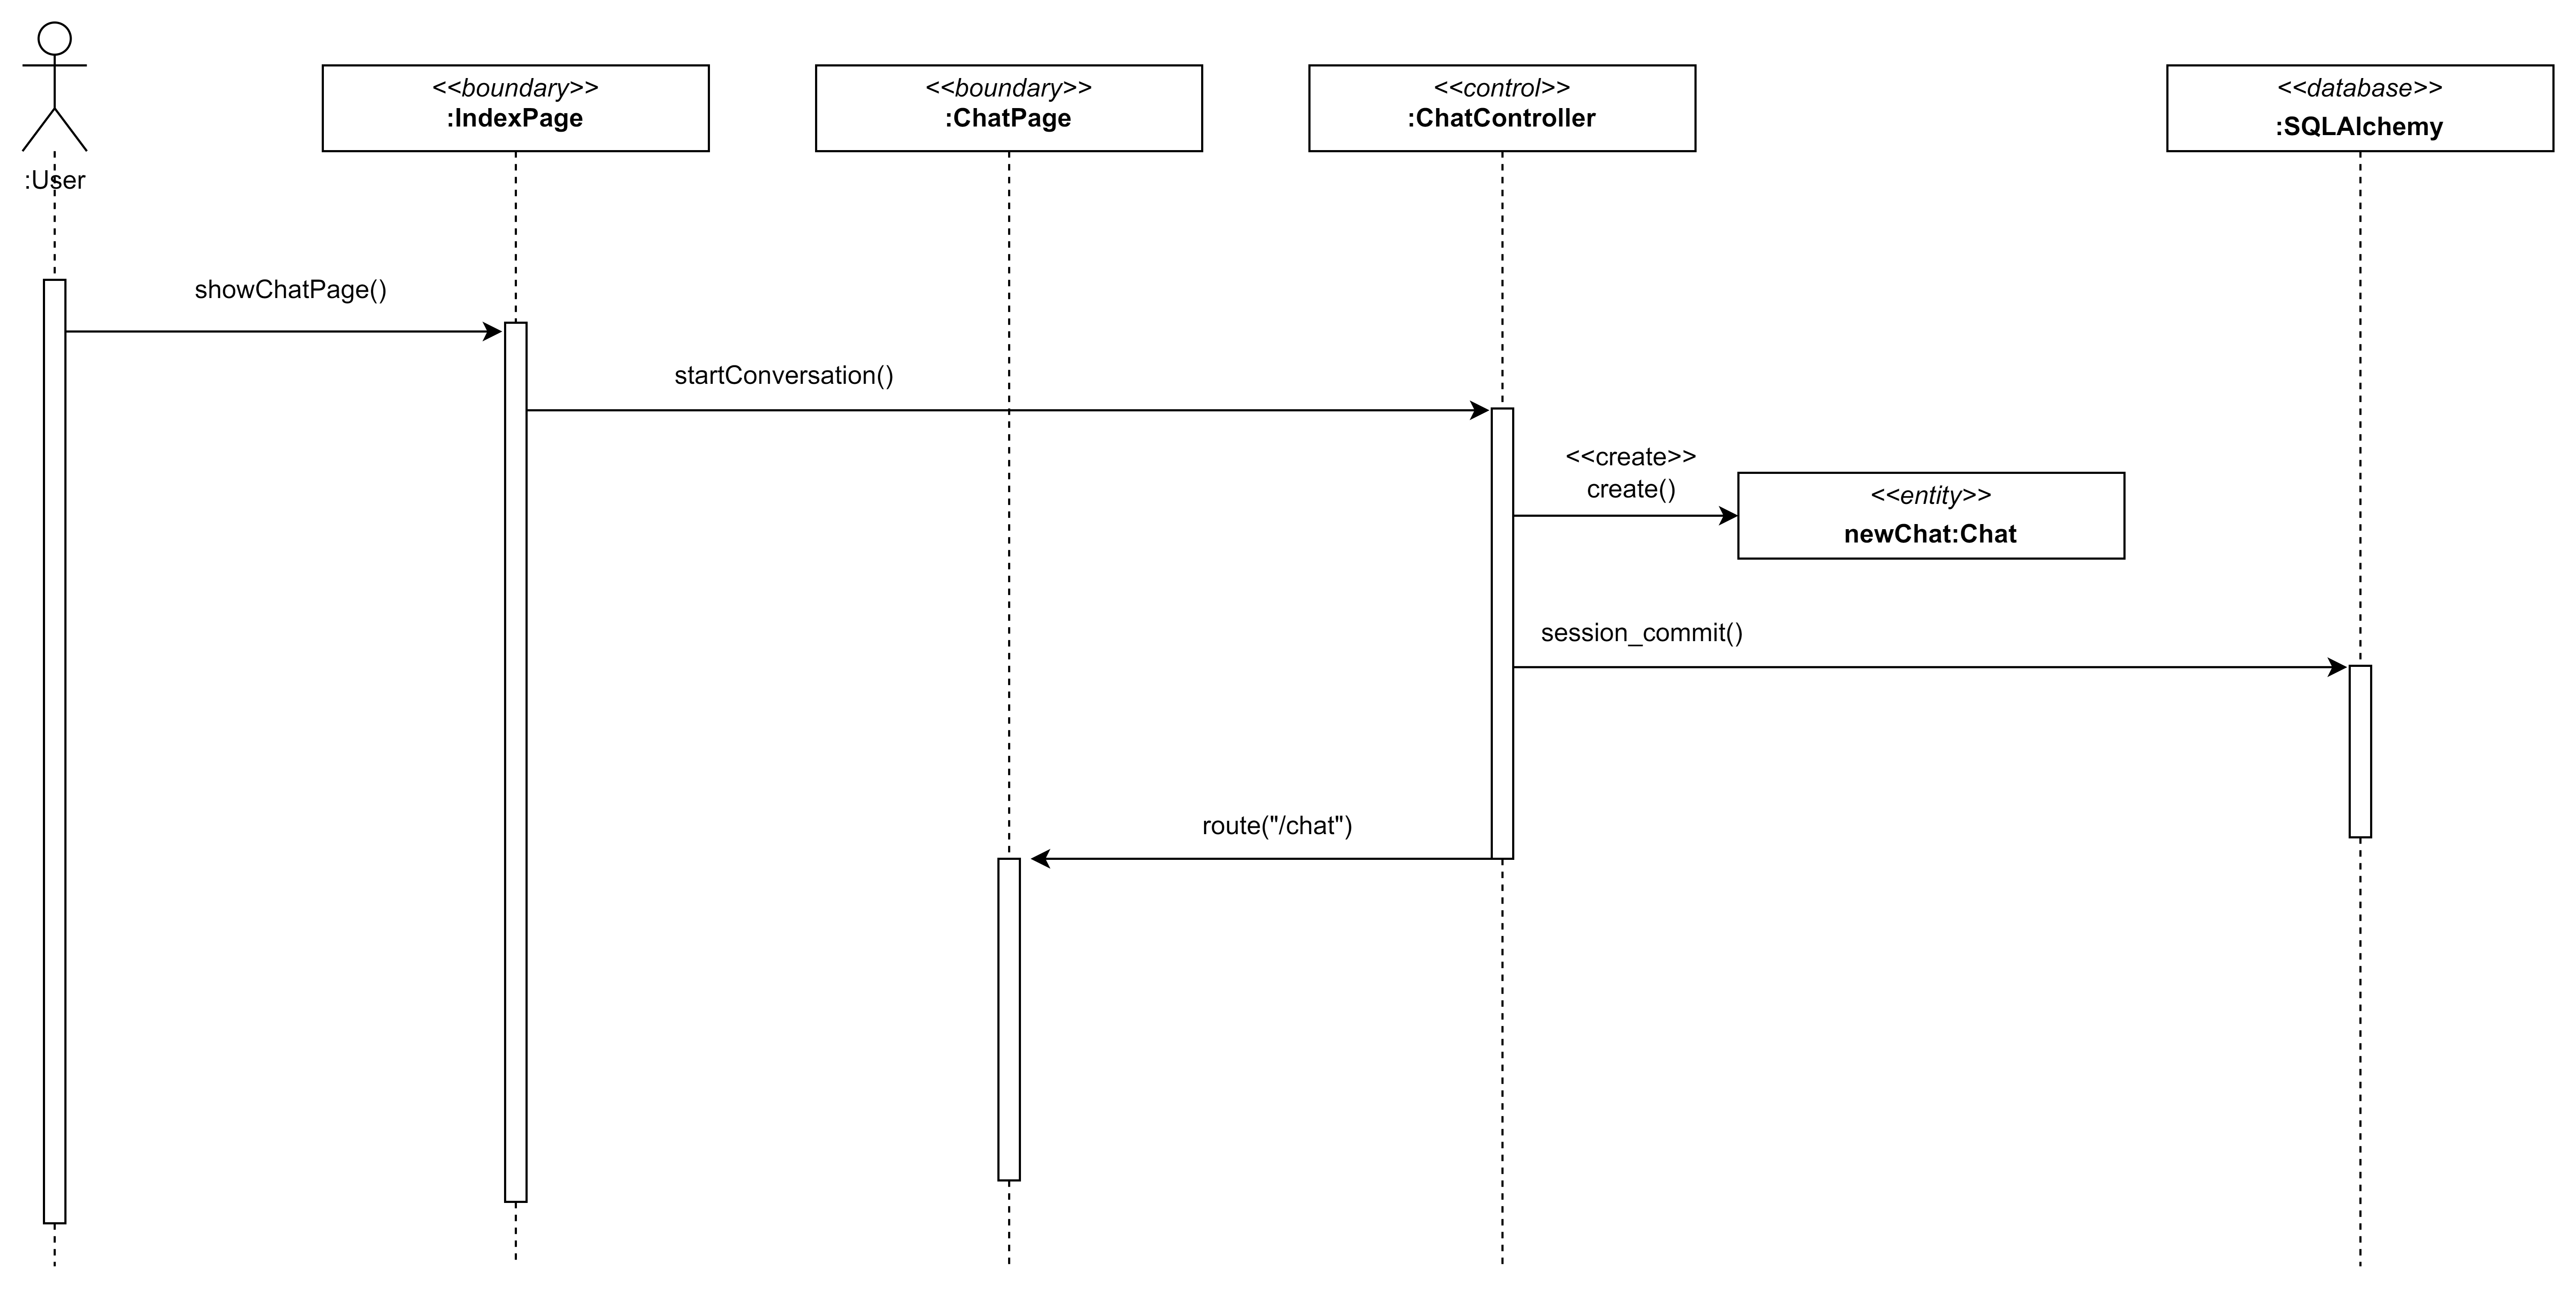 <<boundary>>
:IndexPage
<<boundary>>
:ChatPage
<<control>>
:ChatController
<<database>>
:SQLAlchemy
:User
showChatPage()
startConversation()
<<create>>
create()
<<entity>>
newChat:Chat
session_commit()
route("/chat")